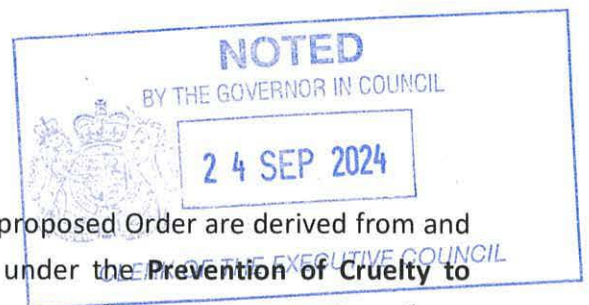 NOTED
BY THE GOVERNOR IN COUNCIL
2 4 SEP 2024
proposed Order are derived from and
CLERK OF THE EXECUTIVE COUNCIL
under the Prevention of Cruelty to